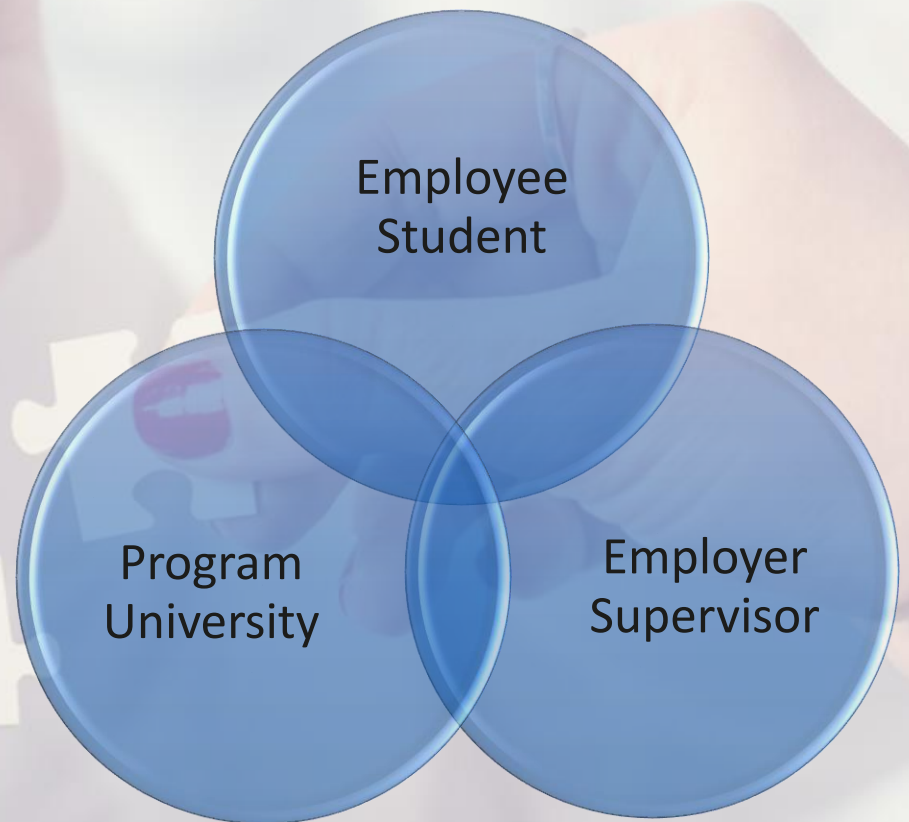 Employee
Student
Program
University
Employer
Supervisor